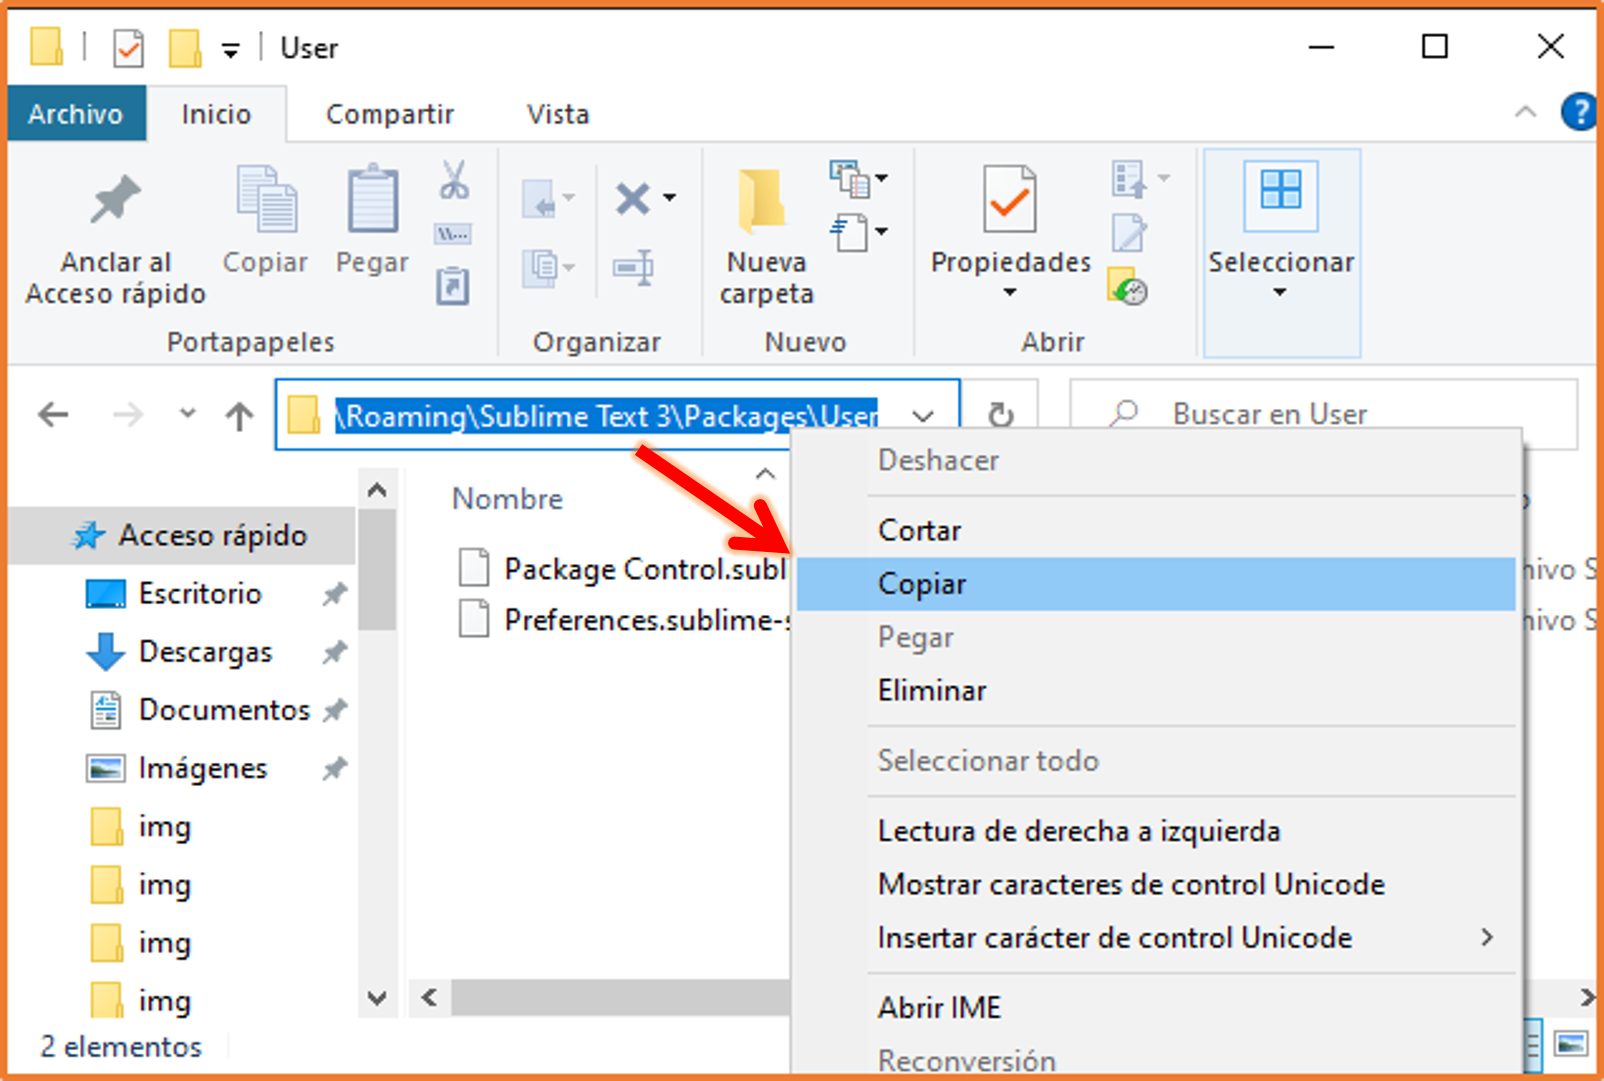 User
Archivo
Inicio
Compartir
Vista
?
Anclar al
Acceso rápido
Copiar
Pegar
Nueva
carpeta
Propiedades
Seleccionar
Portapapeles
Organizar
Nuevo
Abrir
\Roaming\Sublime Text 3\Packages\User
Buscar en User
Acceso rápido
Escritorio
Descargas
Documentos
Imágenes
img
img
img
img
Nombre
Package Control.subl
Preferences.sublime-s
hivo S
hivo S
Deshacer
Cortar
Copiar
Pegar
Eliminar
Seleccionar todo
Lectura de derecha a izquierda
Mostrar caracteres de control Unicode
Insertar carácter de control Unicode
Abrir IME
Reconversión
2 elementos